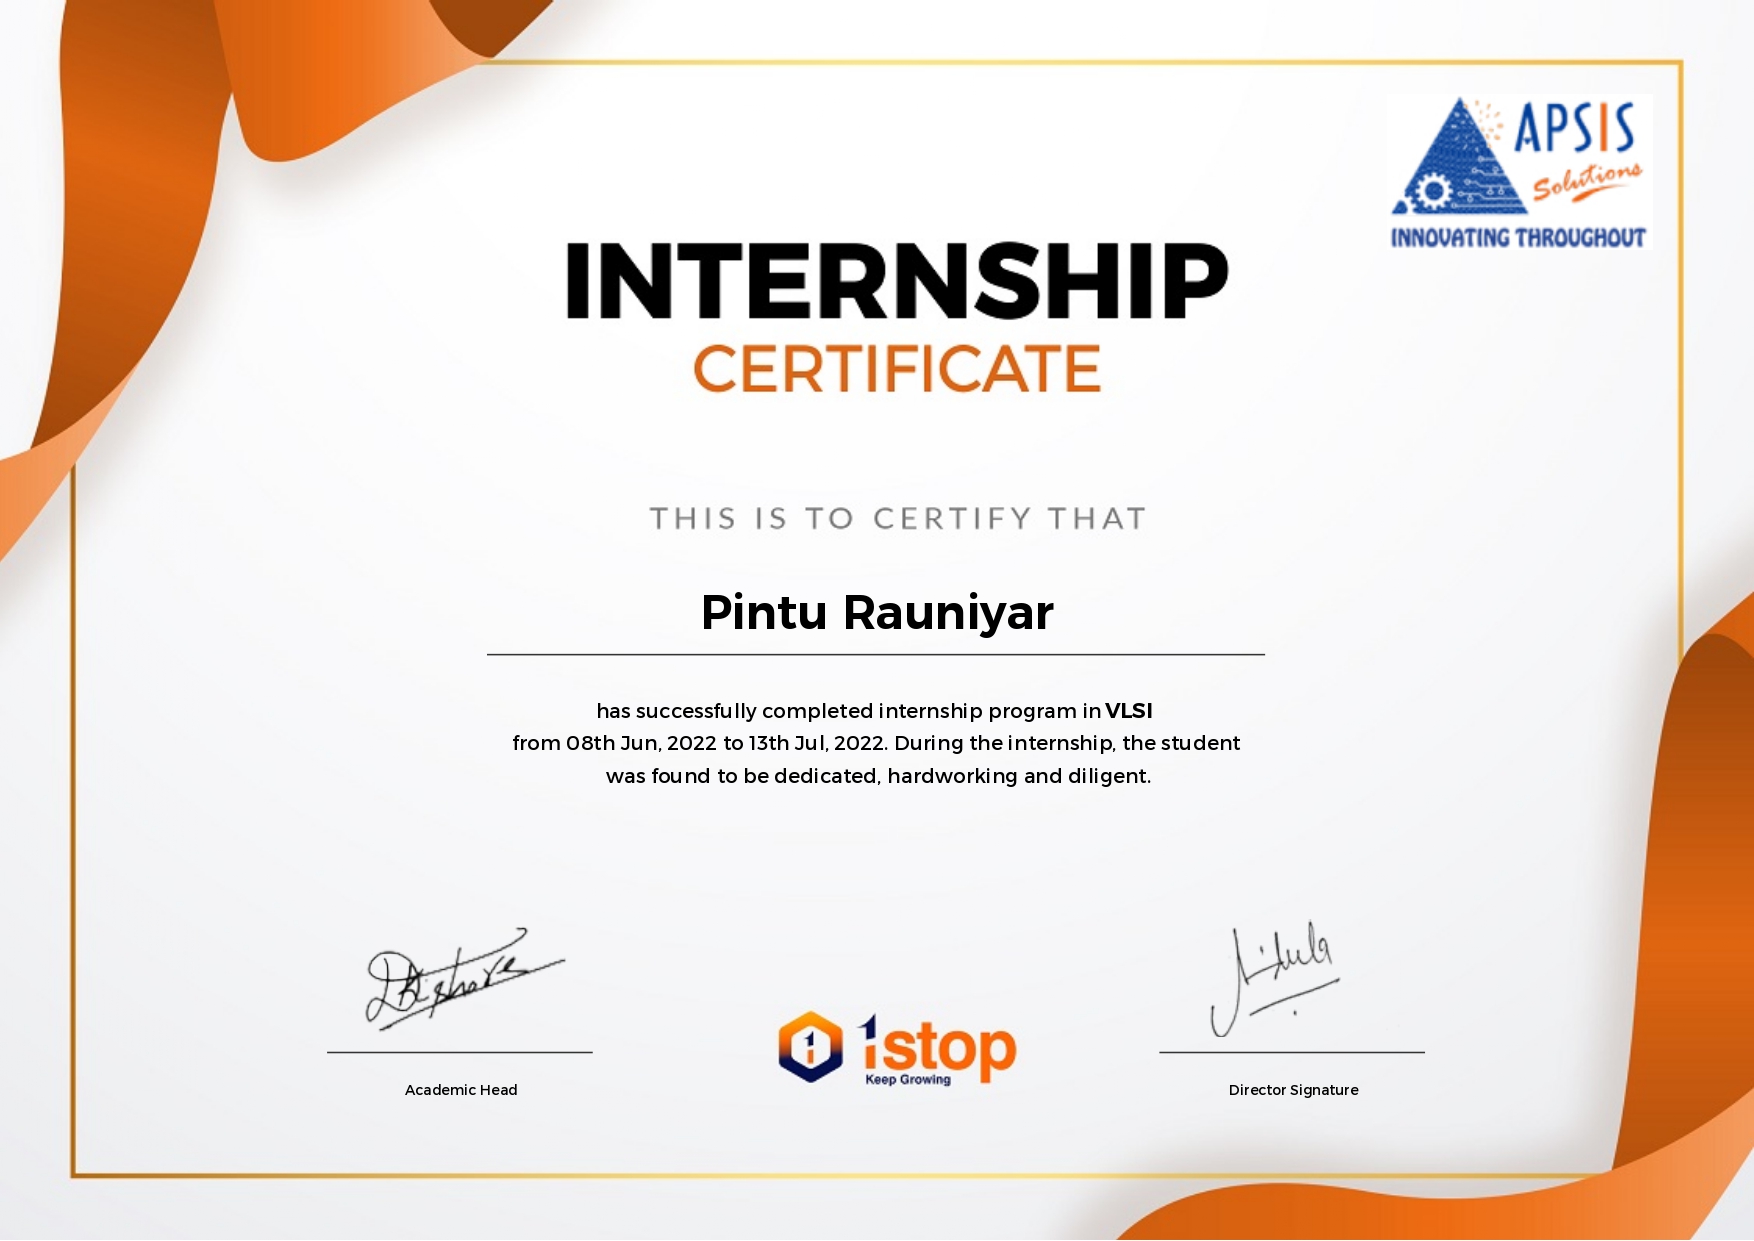 APSIS
Solutions
INNOVATING THROUGHOUT
INTERNSHIP
CERTIFICATE
THIS IS TO CERTIFY THAT
Pintu Rauniyar
has successfully completed internship program in VLSI
from 08th Jun, 2022 to 13th Jul, 2022. During the internship, the student
was found to be dedicated, hardworking and diligent.
1stop
Keep Growing
Academic Head
Director Signature